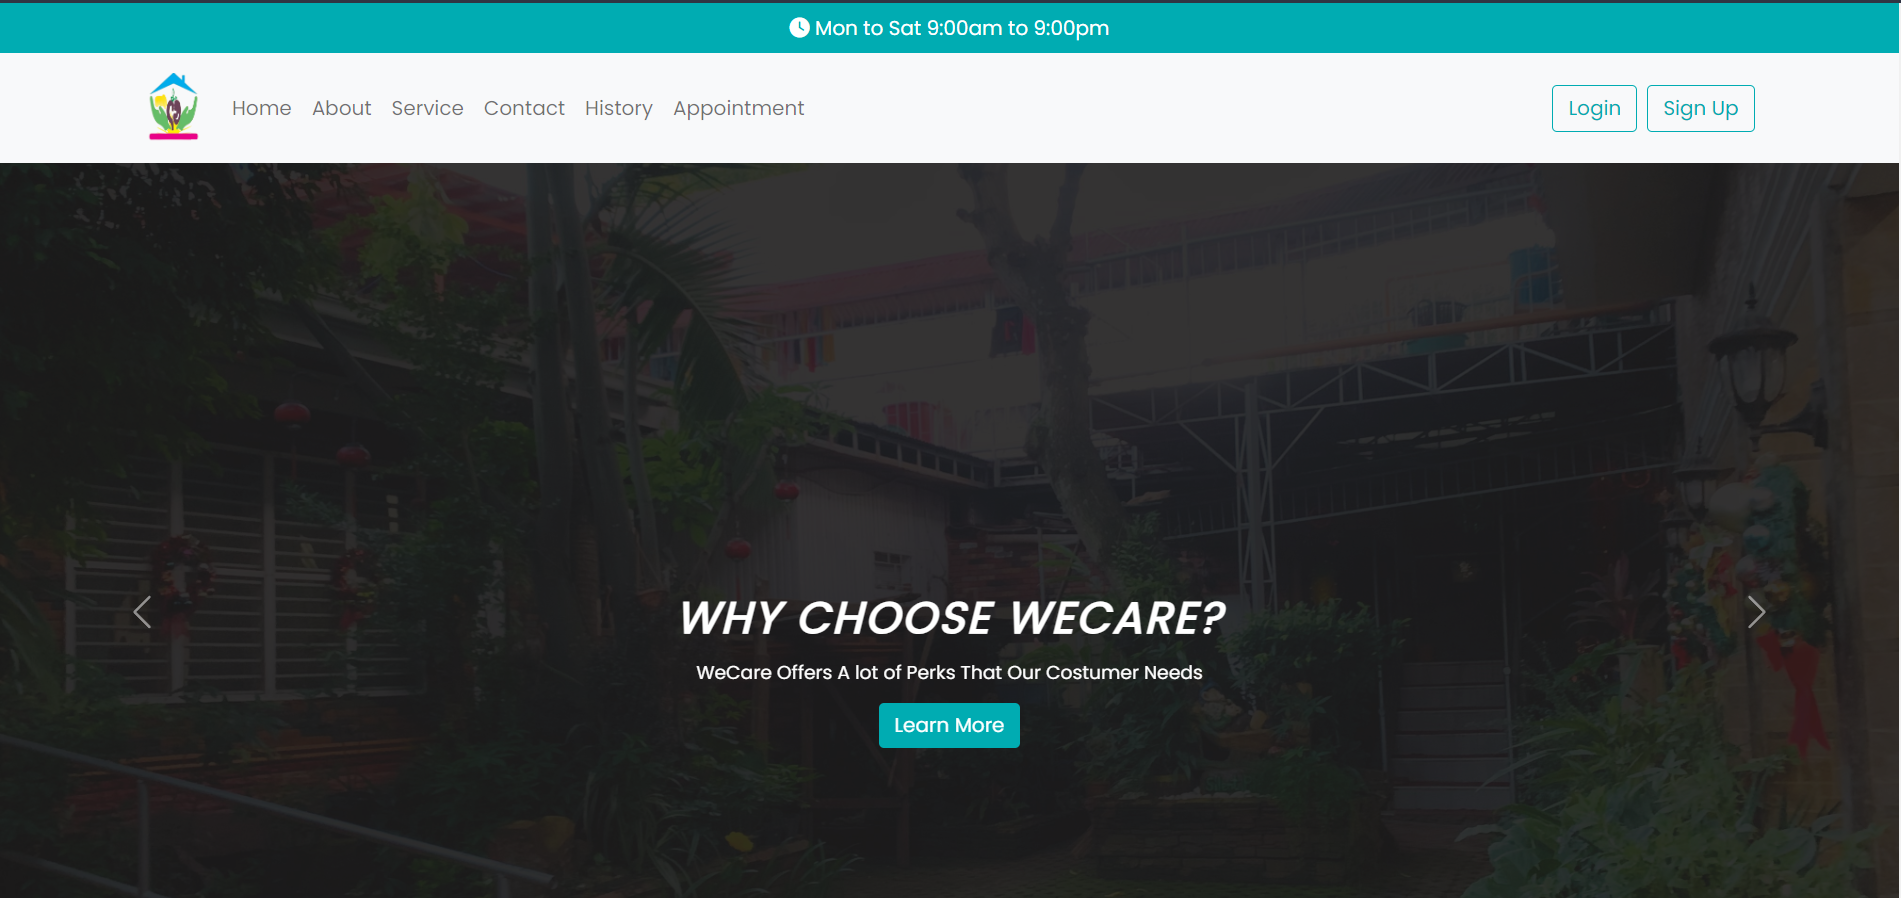 Mon to Sat 9:00am to 9:00pm
Home About Service Contact History Appointment Login Sign Up
WHY CHOOSE WECARE?
WeCare Offers A lot of Perks That Our Costumer Needs
Learn More